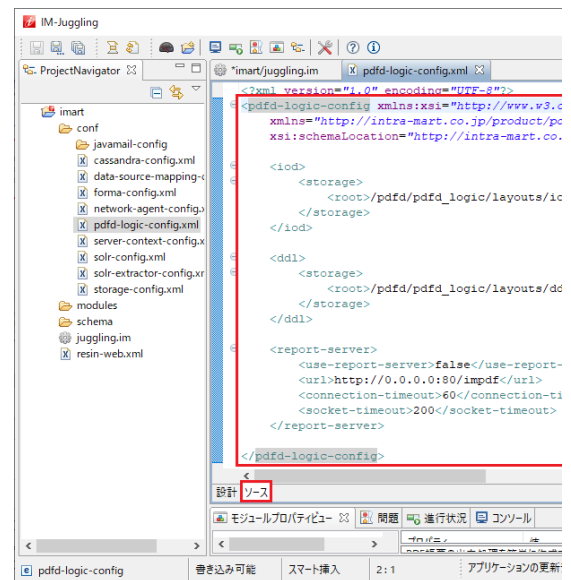 IM-Juggling
ProjectNavigator
imart
conf
javamail-config
cassandra-config.xml
data-source-mapping-c
forma-config.xml
network-agent-config.x
pdfd-logic-config.xml
server-context-config.x
solr-config.xml
solr-extractor-config.xr
storage-config.xml
modules
schema
juggling.im
resin-web.xml
*imart/juggling.im
pdfd-logic-config.xml
<?xml version="1.0" encoding="UTF-8"?>
<pdfd-logic-config xmlns:xsi="http://www.w3.c
xmlns="http://intra-mart.co.jp/product/pd
xsi:schemaLocation="http://intra-mart.co.
<iod>
<storage>
<root>/pdfd/pdfd_logic/layouts/io
</storage>
</iod>
<ddl>
<storage>
<root>/pdfd/pdfd_logic/layouts/dd
</storage>
</ddl>
<report-server>
<use-report-server>false</use-report-
<url>http://0.0.0.0:80/impdf</url>
<connection-timeout>60</connection-ti
<socket-timeout>200</socket-timeout>
</report-server>
</pdfd-logic-config>
設計 ソース
モジュールプロパティビュー 問題 進行状況 コンソール
プロパティ
pdfd-logic-config 書き込み可能 スマート挿入 2:1 アプリケーションの更新